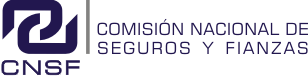 COMISIÓN NACIONAL DE
SEGUROS Y FIANZAS
CNSF